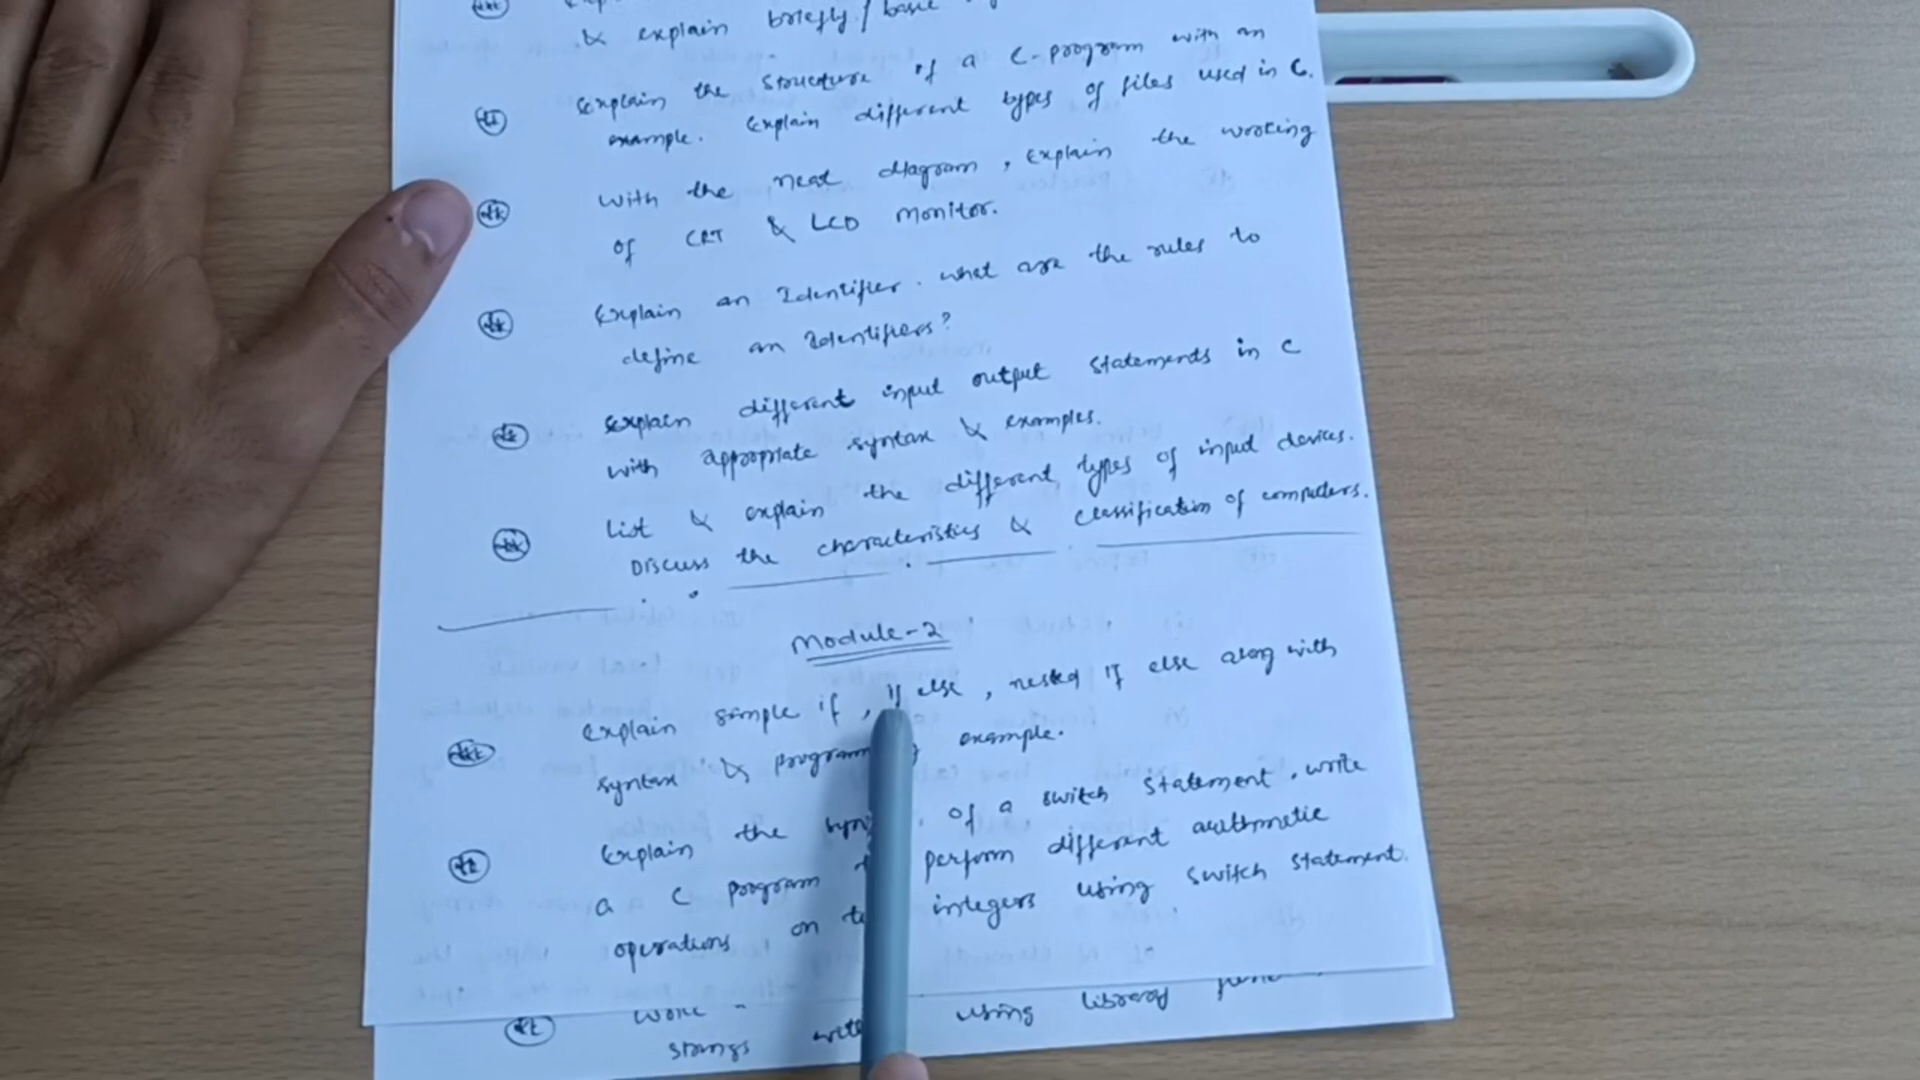 & explain briefly / basic
Explain the structure of a C-program with an
example. Explain different types of files used in C.
With the neat diagram, explain the working
of CRT & LCD monitor.
Explain an Identifier. what are the rules to
define an Identifiers?
Explain different input output statements in C
with appropriate syntax & examples.
List & explain the different types of input devices.
Discuss the characteristics & classification of computers.
Module-2
Explain simple if, if else, nested if else along with
syntax & programm example.
Explain the syn of a switch statement, write
a C program perform different arithmetic
operations on integers using switch statement.
using library